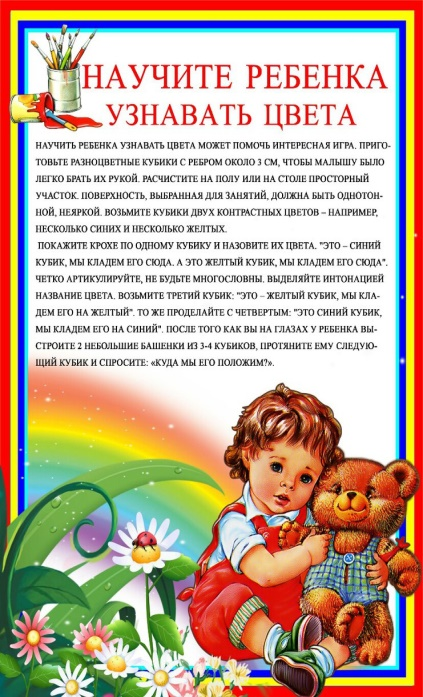 НАУЧИТЕ РЕБЕНКА
УЗНАВАТЬ ЦВЕТА
НАУЧИТЬ РЕБЕНКА УЗНАВАТЬ ЦВЕТА МОЖЕТ ПОМОЧЬ ИНТЕРЕСНАЯ ИГРА. ПРИГО-
ТОВЬТЕ РАЗНОЦВЕТНЫЕ КУБИКИ С РЕБРОМ ОКОЛО 3 СМ, ЧТОБЫ МАЛЫШУ БЫЛО
ЛЕГКО БРАТЬ ИХ РУКОЙ. РАСЧИСТИТЕ НА ПОЛУ ИЛИ НА СТОЛЕ ПРОСТОРНЫЙ
УЧАСТОК. ПОВЕРХНОСТЬ, ВЫБРАННАЯ ДЛЯ ЗАНЯТИЙ, ДОЛЖНА БЫТЬ ОДНОТОН-
НОЙ, НЕЯРКОЙ. ВОЗЬМИТЕ КУБИКИ ДВУХ КОНТРАСТНЫХ ЦВЕТОВ – НАПРИМЕР,
НЕСКОЛЬКО СИНИХ И НЕСКОЛЬКО ЖЕЛТЫХ.
ПОКАЖИТЕ КРОХЕ ПО ОДНОМУ КУБИКУ И НАЗОВИТЕ ИХ ЦВЕТА. "ЭТО – СИНИЙ
КУБИК, МЫ КЛАДЕМ ЕГО СЮДА. А ЭТО ЖЕЛТЫЙ КУБИК, МЫ КЛАДЕМ ЕГО СЮДА".
ЧЕТКО АРТИКУЛИРУЙТЕ, НЕ БУДЬТЕ МНОГОСЛОВНЫ. ВЫДЕЛЯЙТЕ ИНТОНАЦИЕЙ
НАЗВАНИЕ ЦВЕТА. ВОЗЬМИТЕ ТРЕТИЙ КУБИК: "ЭТО – ЖЕЛТЫЙ КУБИК, МЫ КЛА-
ДЕМ ЕГО НА ЖЕЛТЫЙ". ТО ЖЕ ПРОДЕЛАЙТЕ С ЧЕТВЕРТЫМ: "ЭТО СИНИЙ КУБИК,
МЫ КЛАДЕМ ЕГО НА СИНИЙ". ПОСЛЕ ТОГО КАК ВЫ НА ГЛАЗАХ У РЕБЕНКА ВЫ-
СТРОИТЕ 2 НЕБОЛЬШИЕ БАШЕНКИ ИЗ 3-4 КУБИКОВ, ПРОТЯНИТЕ ЕМУ СЛЕДУЮ-
ЩИЙ КУБИК И СПРОСИТЕ: «КУДА МЫ ЕГО ПОЛОЖИМ?».